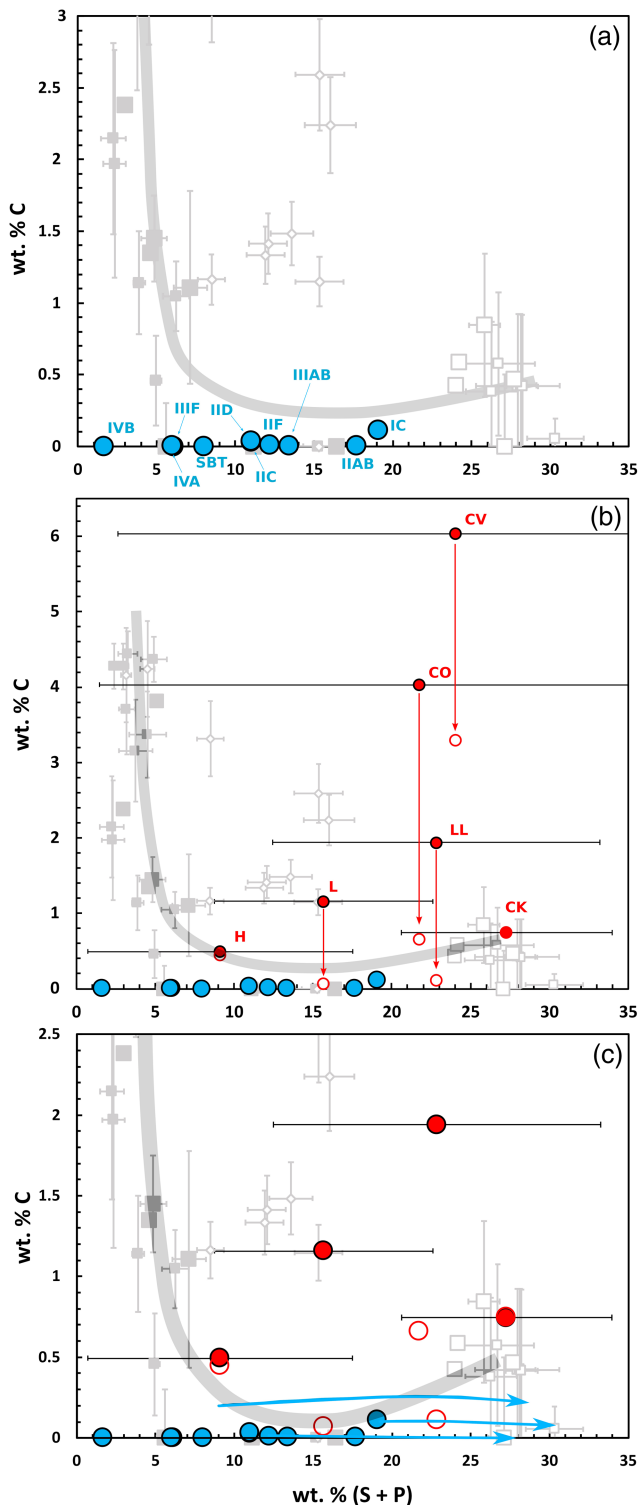 (a)
3
2.5
2
1.5
1
0.5
0
wt. % C
IVB
IIIF
IVA
SBT
IID
IIC
IIF
IIIAB
IIAB
IC
0 5 10 15 20 25 30 35
(b)
6
5
4
3
2
1
0
wt. % C
CV
CO
LL
L
CK
H
0 5 10 15 20 25 30 35
(c)
2.5
2
1.5
1
0.5
0
wt. % C
0 5 10 15 20 25 30 35
wt. % (S + P)